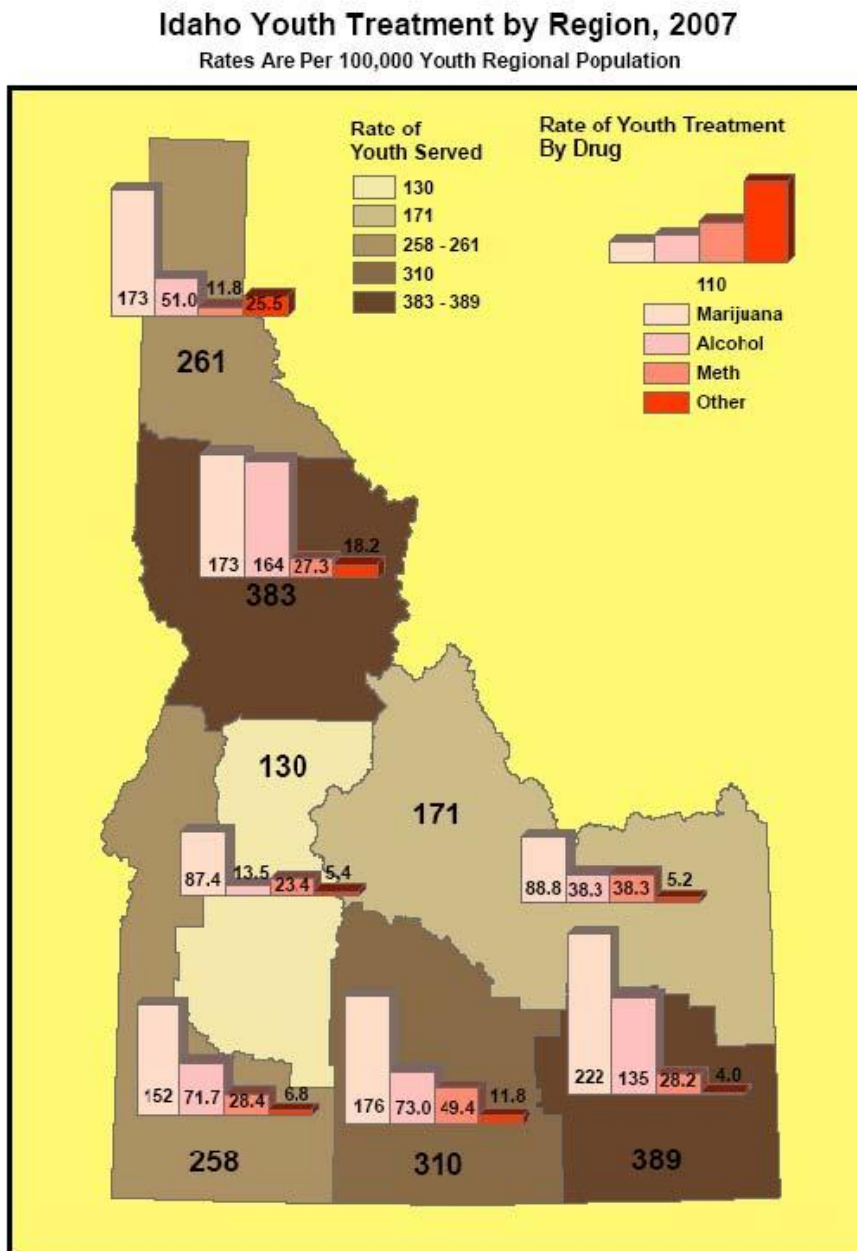 Idaho Youth Treatment by Region, 2007
Rates Are Per 100,000 Youth Regional Population
Rate of
Youth Served
130
171
258 - 261
310
383 - 389
Rate of Youth Treatment
By Drug
110
Marijuana
Alcohol
Meth
Other
173 51.0 11.8 25.5
261
173 164 27.3 18.2
383
130
171
87.4 13.5 23.4 5,4
88.8 38.3 38.3 5.2
222 135 28.2 4.0
152 71.7 28.4 6.8
176 73.0 49.4 11.8
258
310
389